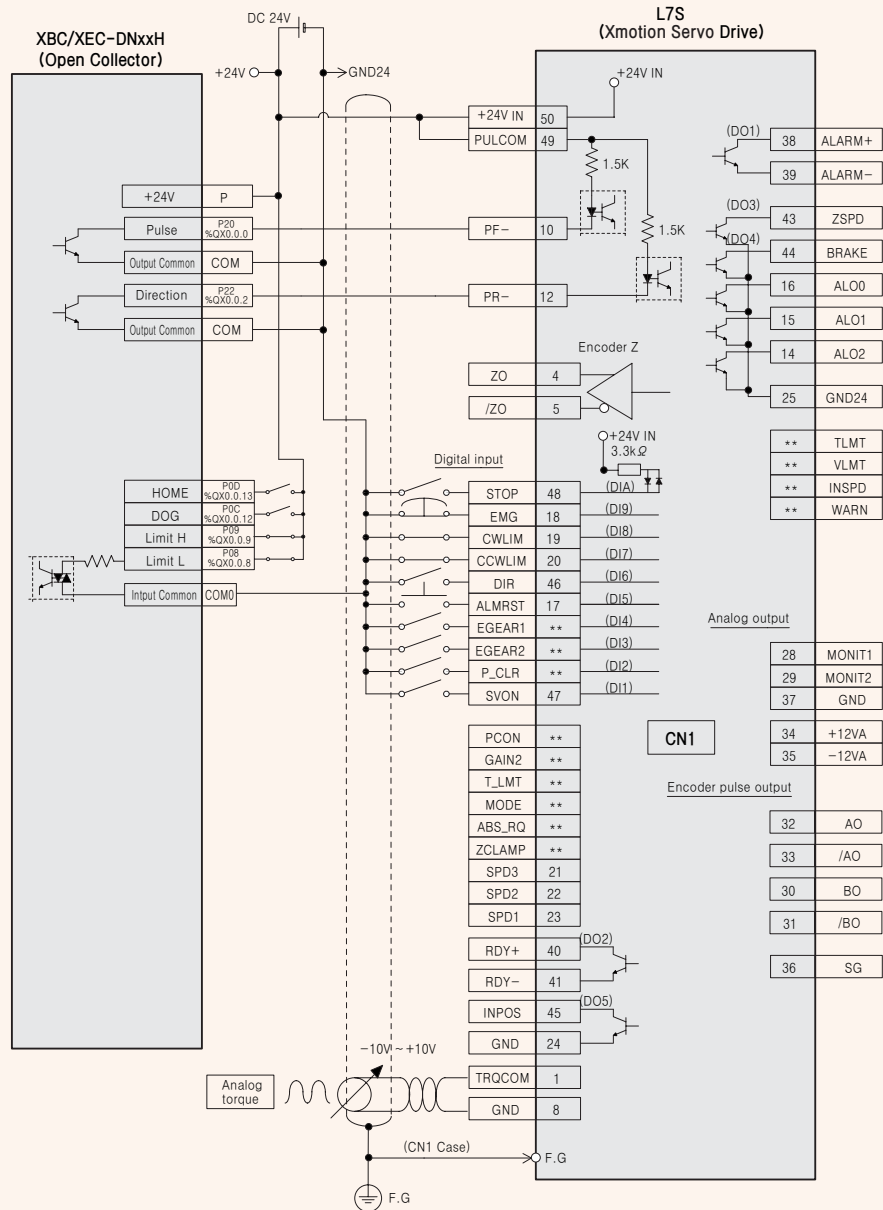 L7S
(Xmotion Servo Drive)
XBC/XEC-DNxxH
(Open Collector)
DC 24V
+24V
GND24
+24V IN
+24V IN 50
PULCOM 49
1.5K
1.5K
(DO1)
38 ALARM+
39 ALARM-
+24V P
Pulse P20 %QX0.0.0
Output Common COM
Direction P22 %QX0.0.2
Output Common COM
PF- 10
PR- 12
(DO3)
43 ZSPD
(DO4)
44 BRAKE
16 ALO0
15 ALO1
14 ALO2
25 GND24
Encoder Z
ZO 4
/ZO 5
+24V IN
3.3kΩ
** TLMT
** VLMT
** INSPD
** WARN
HOME P0D %QX0.0.13
DOG P0C %QX0.0.12
Limit H P09 %QX0.0.9
Limit L P08 %QX0.0.8
Intput Common COM0
Digital input
STOP 48 (DIA)
EMG 18 (DI9)
CWLIM 19 (DI8)
CCWLIM 20 (DI7)
DIR 46 (DI6)
ALMRST 17 (DI5)
EGEAR1 ** (DI4)
EGEAR2 ** (DI3)
P_CLR ** (DI2)
SVON 47 (DI1)
Analog output
28 MONIT1
29 MONIT2
37 GND
34 +12VA
35 -12VA
CN1
PCON **
GAIN2 **
T_LMT **
MODE **
ABS_RQ **
ZCLAMP **
SPD3 21
SPD2 22
SPD1 23
Encoder pulse output
32 AO
33 /AO
30 BO
31 /BO
36 SG
RDY+ 40 (DO2)
RDY- 41
INPOS 45 (DO5)
GND 24
-10V ~ +10V
Analog
torque
TRQCOM 1
GND 8
(CN1 Case)
F.G
F.G